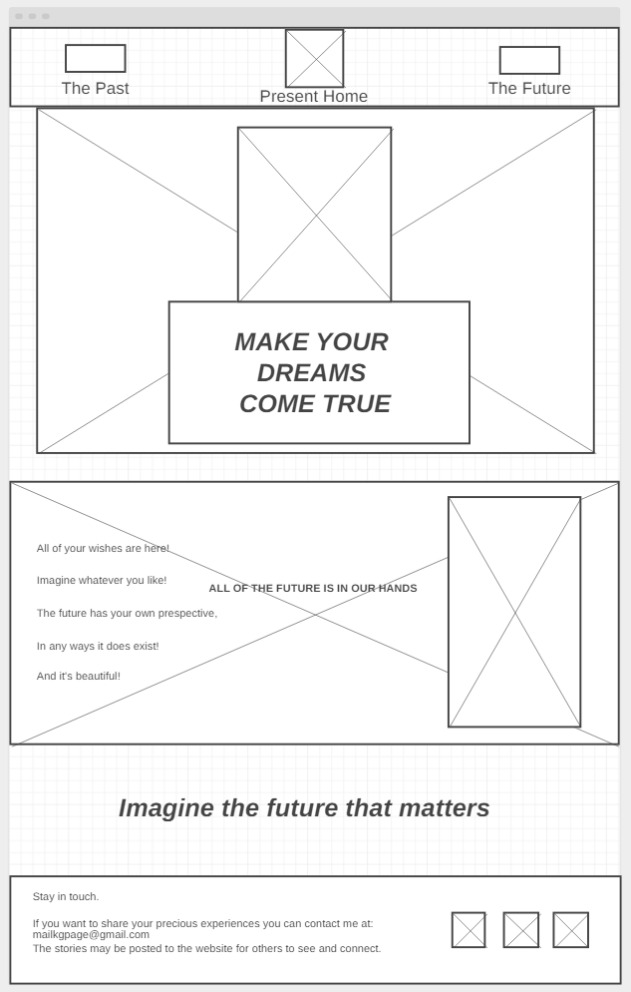 The Past
Present Home
The Future
MAKE YOUR
DREAMS
COME TRUE
All of your wishes are here!
Imagine whatever you like!
ALL OF THE FUTURE IS IN OUR HANDS
The future has your own prespective,
In any ways it does exist!
And it's beautiful!
Imagine the future that matters
Stay in touch.
If you want to share your precious experiences you can contact me at:
mailkgpage@gmail.com
The stories may be posted to the website for others to see and connect.